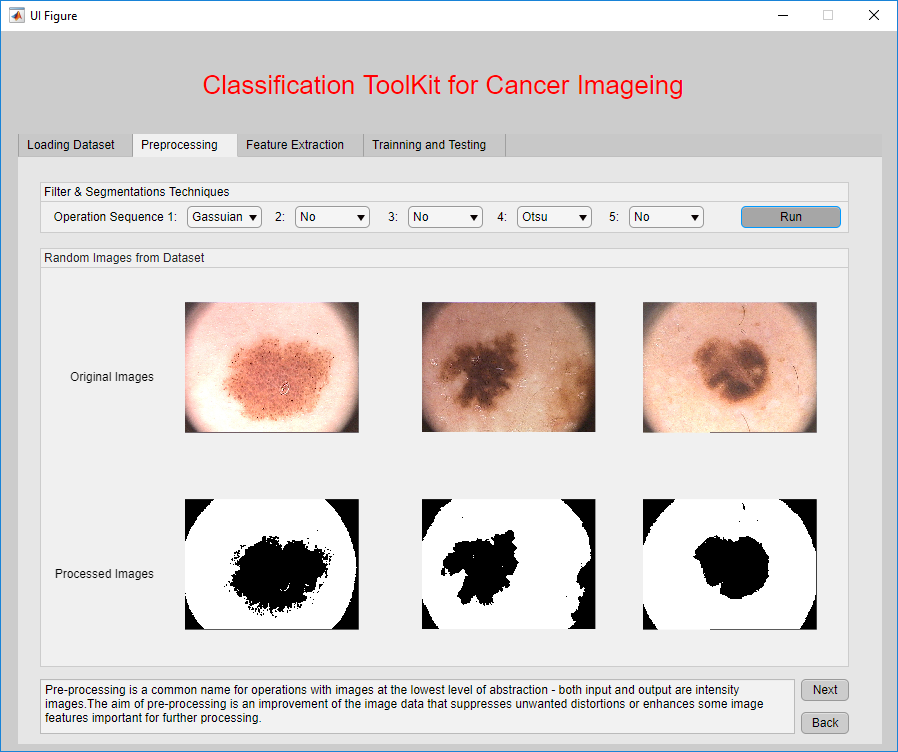 UI Figure
Classification ToolKit for Cancer Imageing
Loading Dataset Preprocessing Feature Extraction Trainning and Testing
Filter & Segmentations Techniques
Operation Sequence 1: Gassuian 2: No 3: No 4: Otsu 5: No Run
Random Images from Dataset
Original Images
Processed Images
Pre-processing is a common name for operations with images at the lowest level of abstraction - both input and output are intensity
images.The aim of pre-processing is an improvement of the image data that suppresses unwanted distortions or enhances some image
features important for further processing.
Next
Back